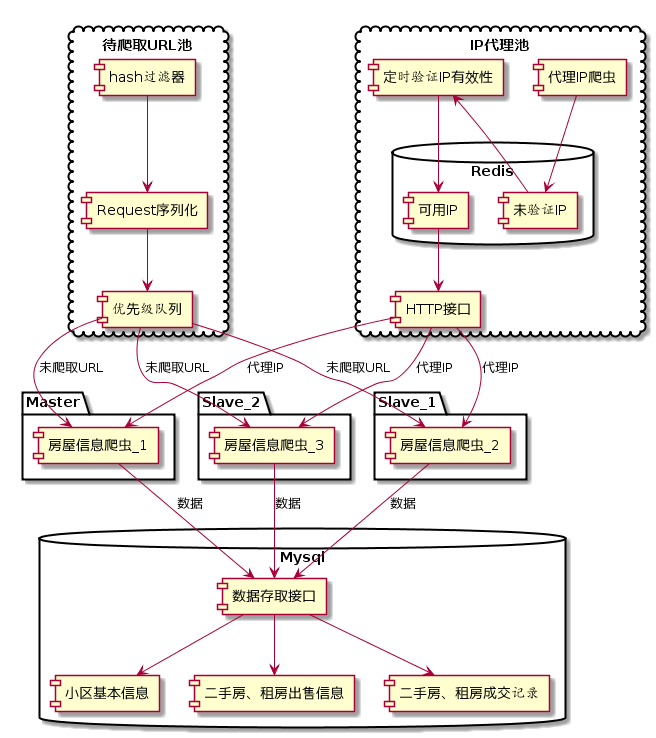 待爬取URL池
IP代理池
hash过滤器
定时验证IP有效性
代理IP爬虫
Redis
Request序列化
可用IP
未验证IP
优先级队列
HTTP接口
未爬取URL
未爬取URL
代理IP
未爬取URL
代理IP
代理IP
Master
Slave_2
Slave_1
房屋信息爬虫_1
房屋信息爬虫_3
房屋信息爬虫_2
数据
数据
数据
Mysql
数据存取接口
小区基本信息
二手房、租房出售信息
二手房、租房成交记录